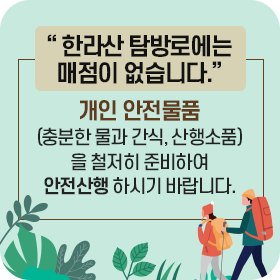 “ 한라산 탐방로에는
매점이 없습니다.”
개인 안전물품
(충분한 물과 간식, 산행소품)
을 철저히 준비하여
안전산행 하시기 바랍니다.